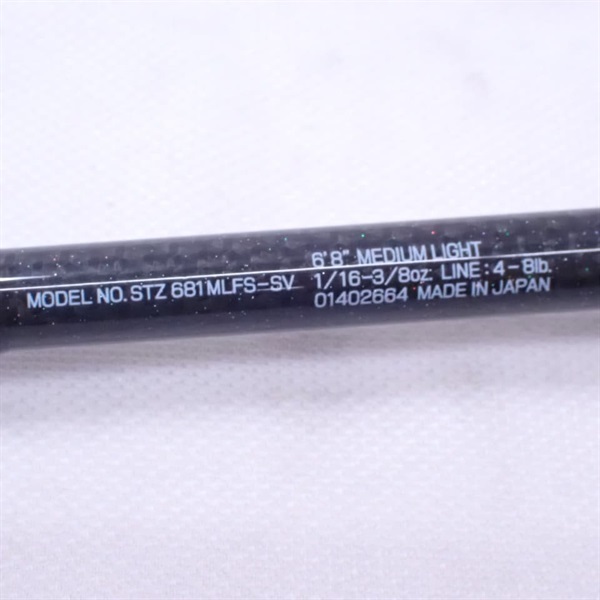 6'8" MEDIUM LIGHT
MODEL NO. STZ 681MLFS-SV 1/16-3/8oz. LINE : 4-8lb.
01402664 MADE IN JAPAN